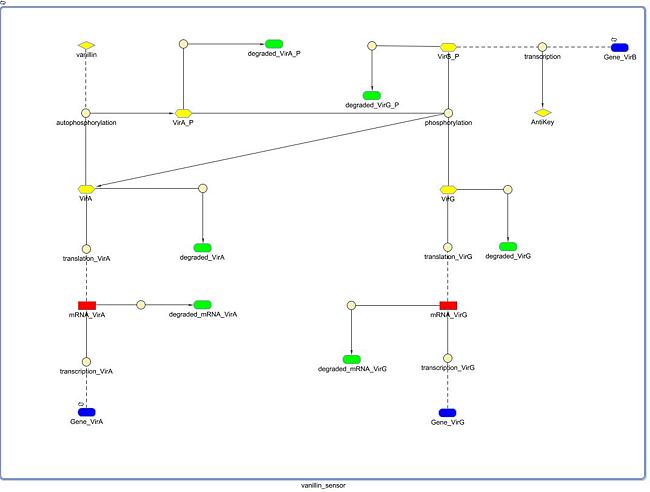 vanillin
degraded_VirA_P
VirG_P
transcription
Gene_VirB
degraded_VirG_P
autophosphorylation
VirA_P
phosphorylation
AntiKey
VirA
VirG
translation_VirA
degraded_VirA
translation_VirG
degraded_VirG
mRNA_VirA
degraded_mRNA_VirA
mRNA_VirG
transcription_VirA
degraded_mRNA_VirG
transcription_VirG
Gene_VirA
Gene_VirG
vanillin_sensor